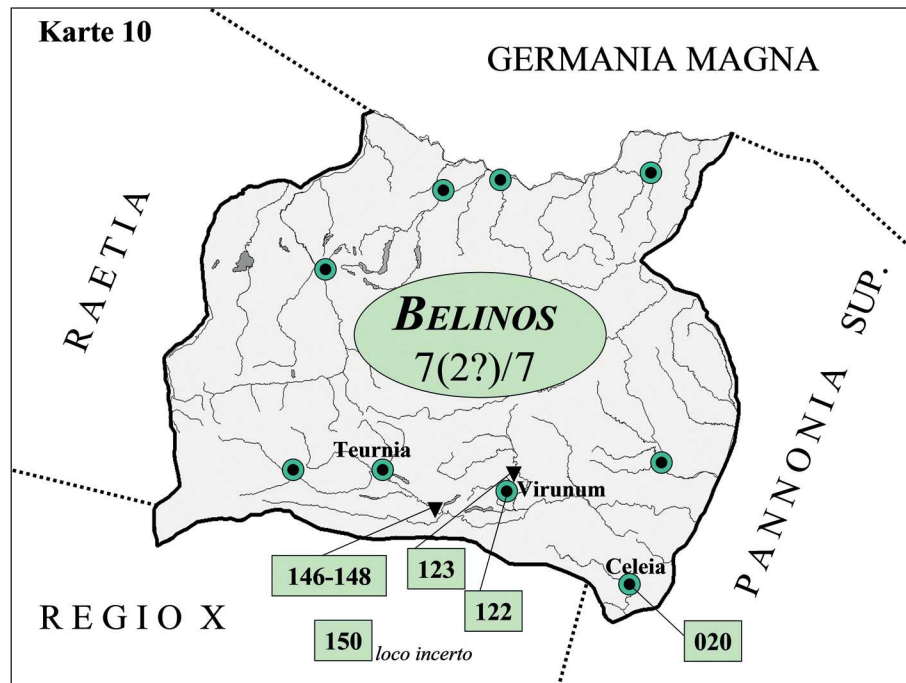 Karte 10
GERMANIA MAGNA
RAETIA
PANNONIA SUP.
BELINOS
7(2?)/7
Teurnia
Virunum
146-148
123
Celeia
122
REGIO X
150 loco incerto
020